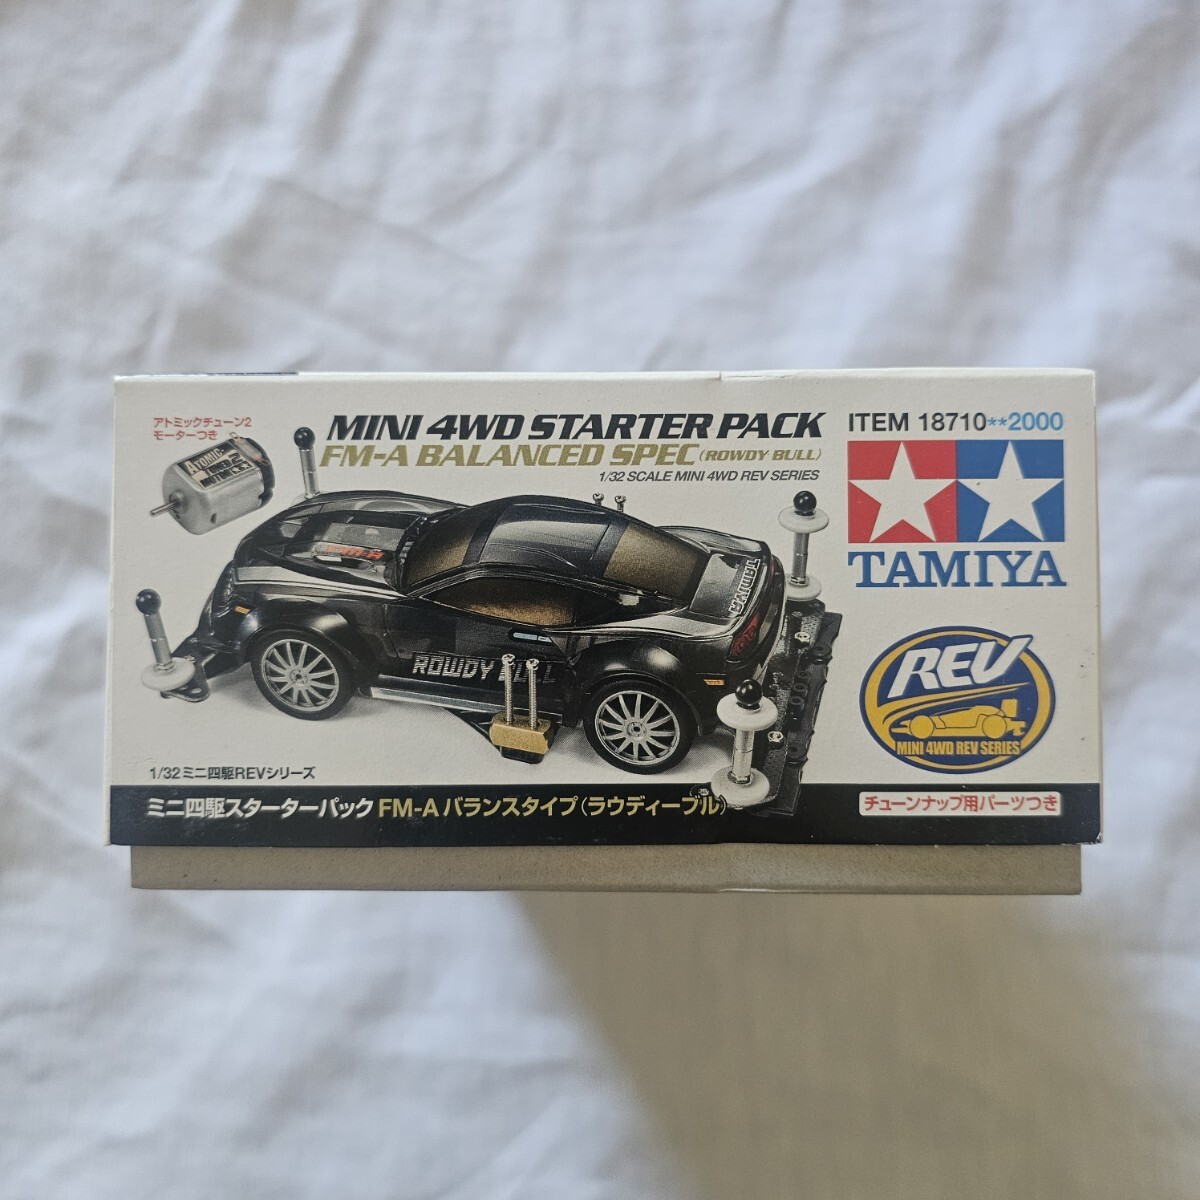 アトミックチューン2
モーターつき
ATOMIC-
TUNED 2
MOTOR
MINI 4WD STARTER PACK
FM-A BALANCED SPEC (ROWDY BULL)
1/32 SCALE MINI 4WD REV SERIES
ITEM 18710**2000
TAMIYA
TAMIYA
ROWDY BULL
REV
MINI 4WD REV SERIES
1/32 ミニ四駆REVシリーズ
ミニ四駆スターターパック FM-A バランスタイプ(ラウディーブル)
チューンナップ用パーツつき